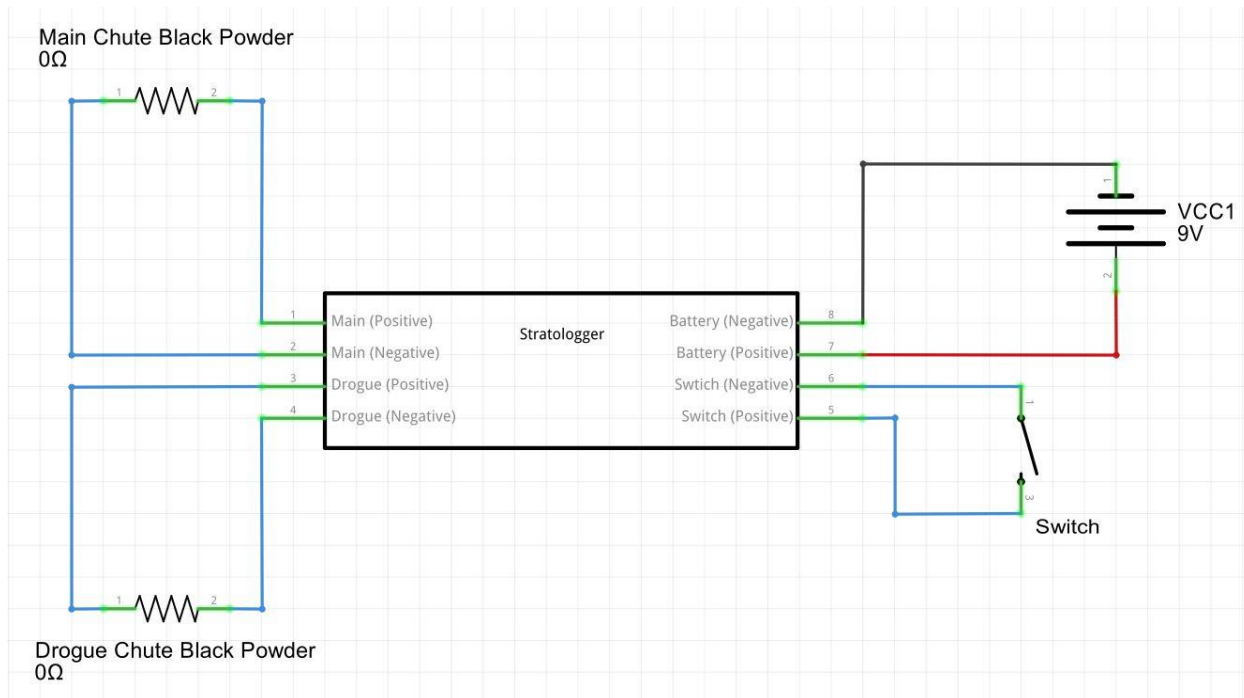 Main Chute Black Powder
0Ω
1
2
1
2
3
4
Main (Positive)
Main (Negative)
Drogue (Positive)
Drogue (Negative)
Stratologger
Battery (Negative)
Battery (Positive)
Swtich (Negative)
Switch (Positive)
8
7
6
5
1
2
VCC1
9V
1
3
Switch
1
2
Drogue Chute Black Powder
0Ω